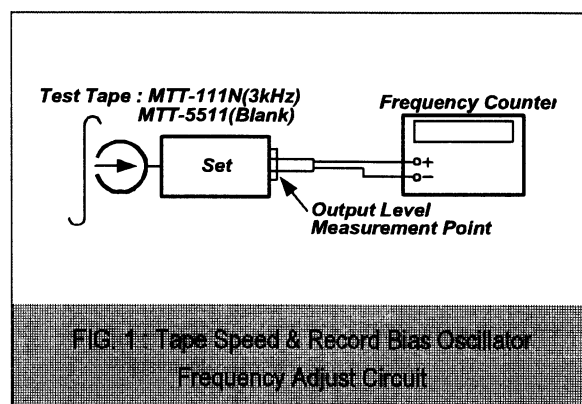 Test Tape : MTT-111N(3kHz)
MTT-5511(Blank)
Frequency Counter
Set
+
−
Output Level
Measurement Point
FIG. 1 : Tape Speed & Record Bias Oscillator
Frequency Adjust Circuit